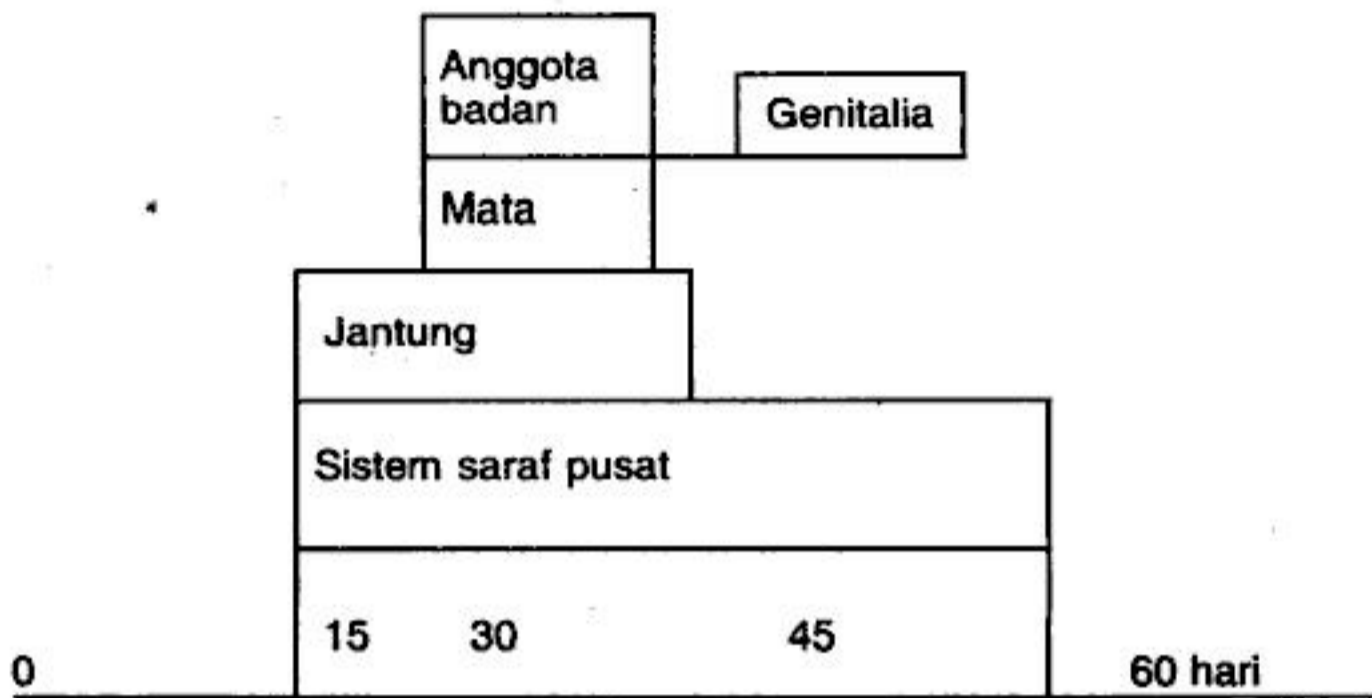 Anggota
badan
Genitalia
Mata
Jantung
Sistem saraf pusat
15 30 45
0 60 hari